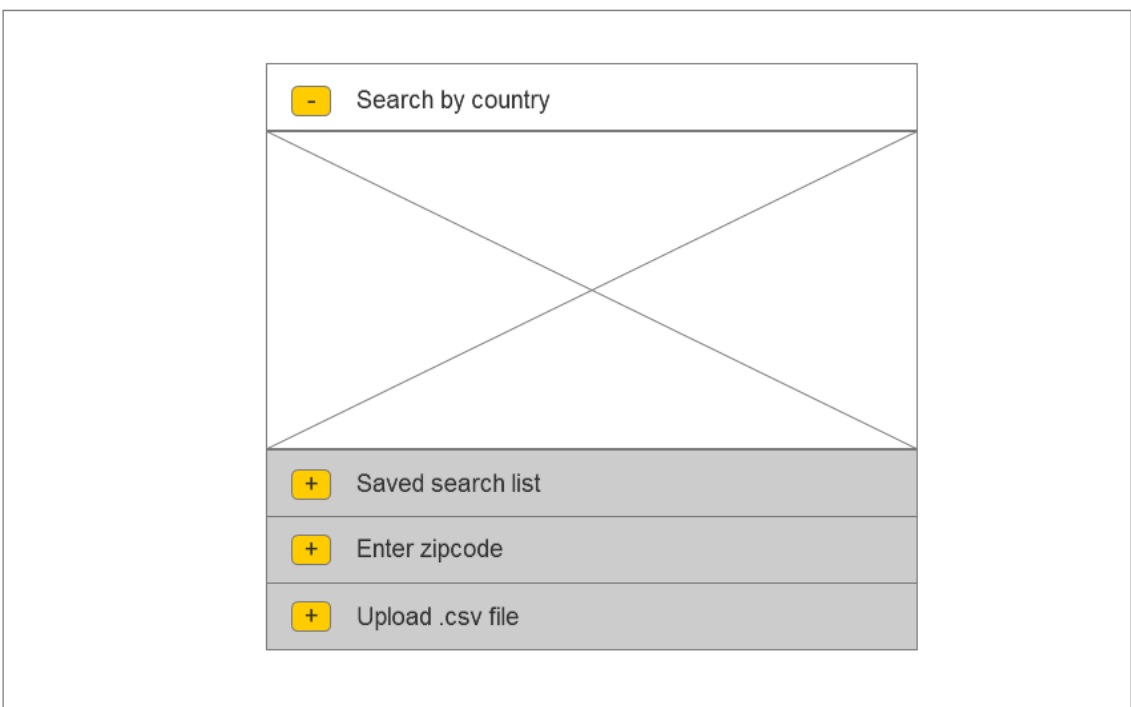 - Search by country
+ Saved search list
+ Enter zipcode
+ Upload .csv file